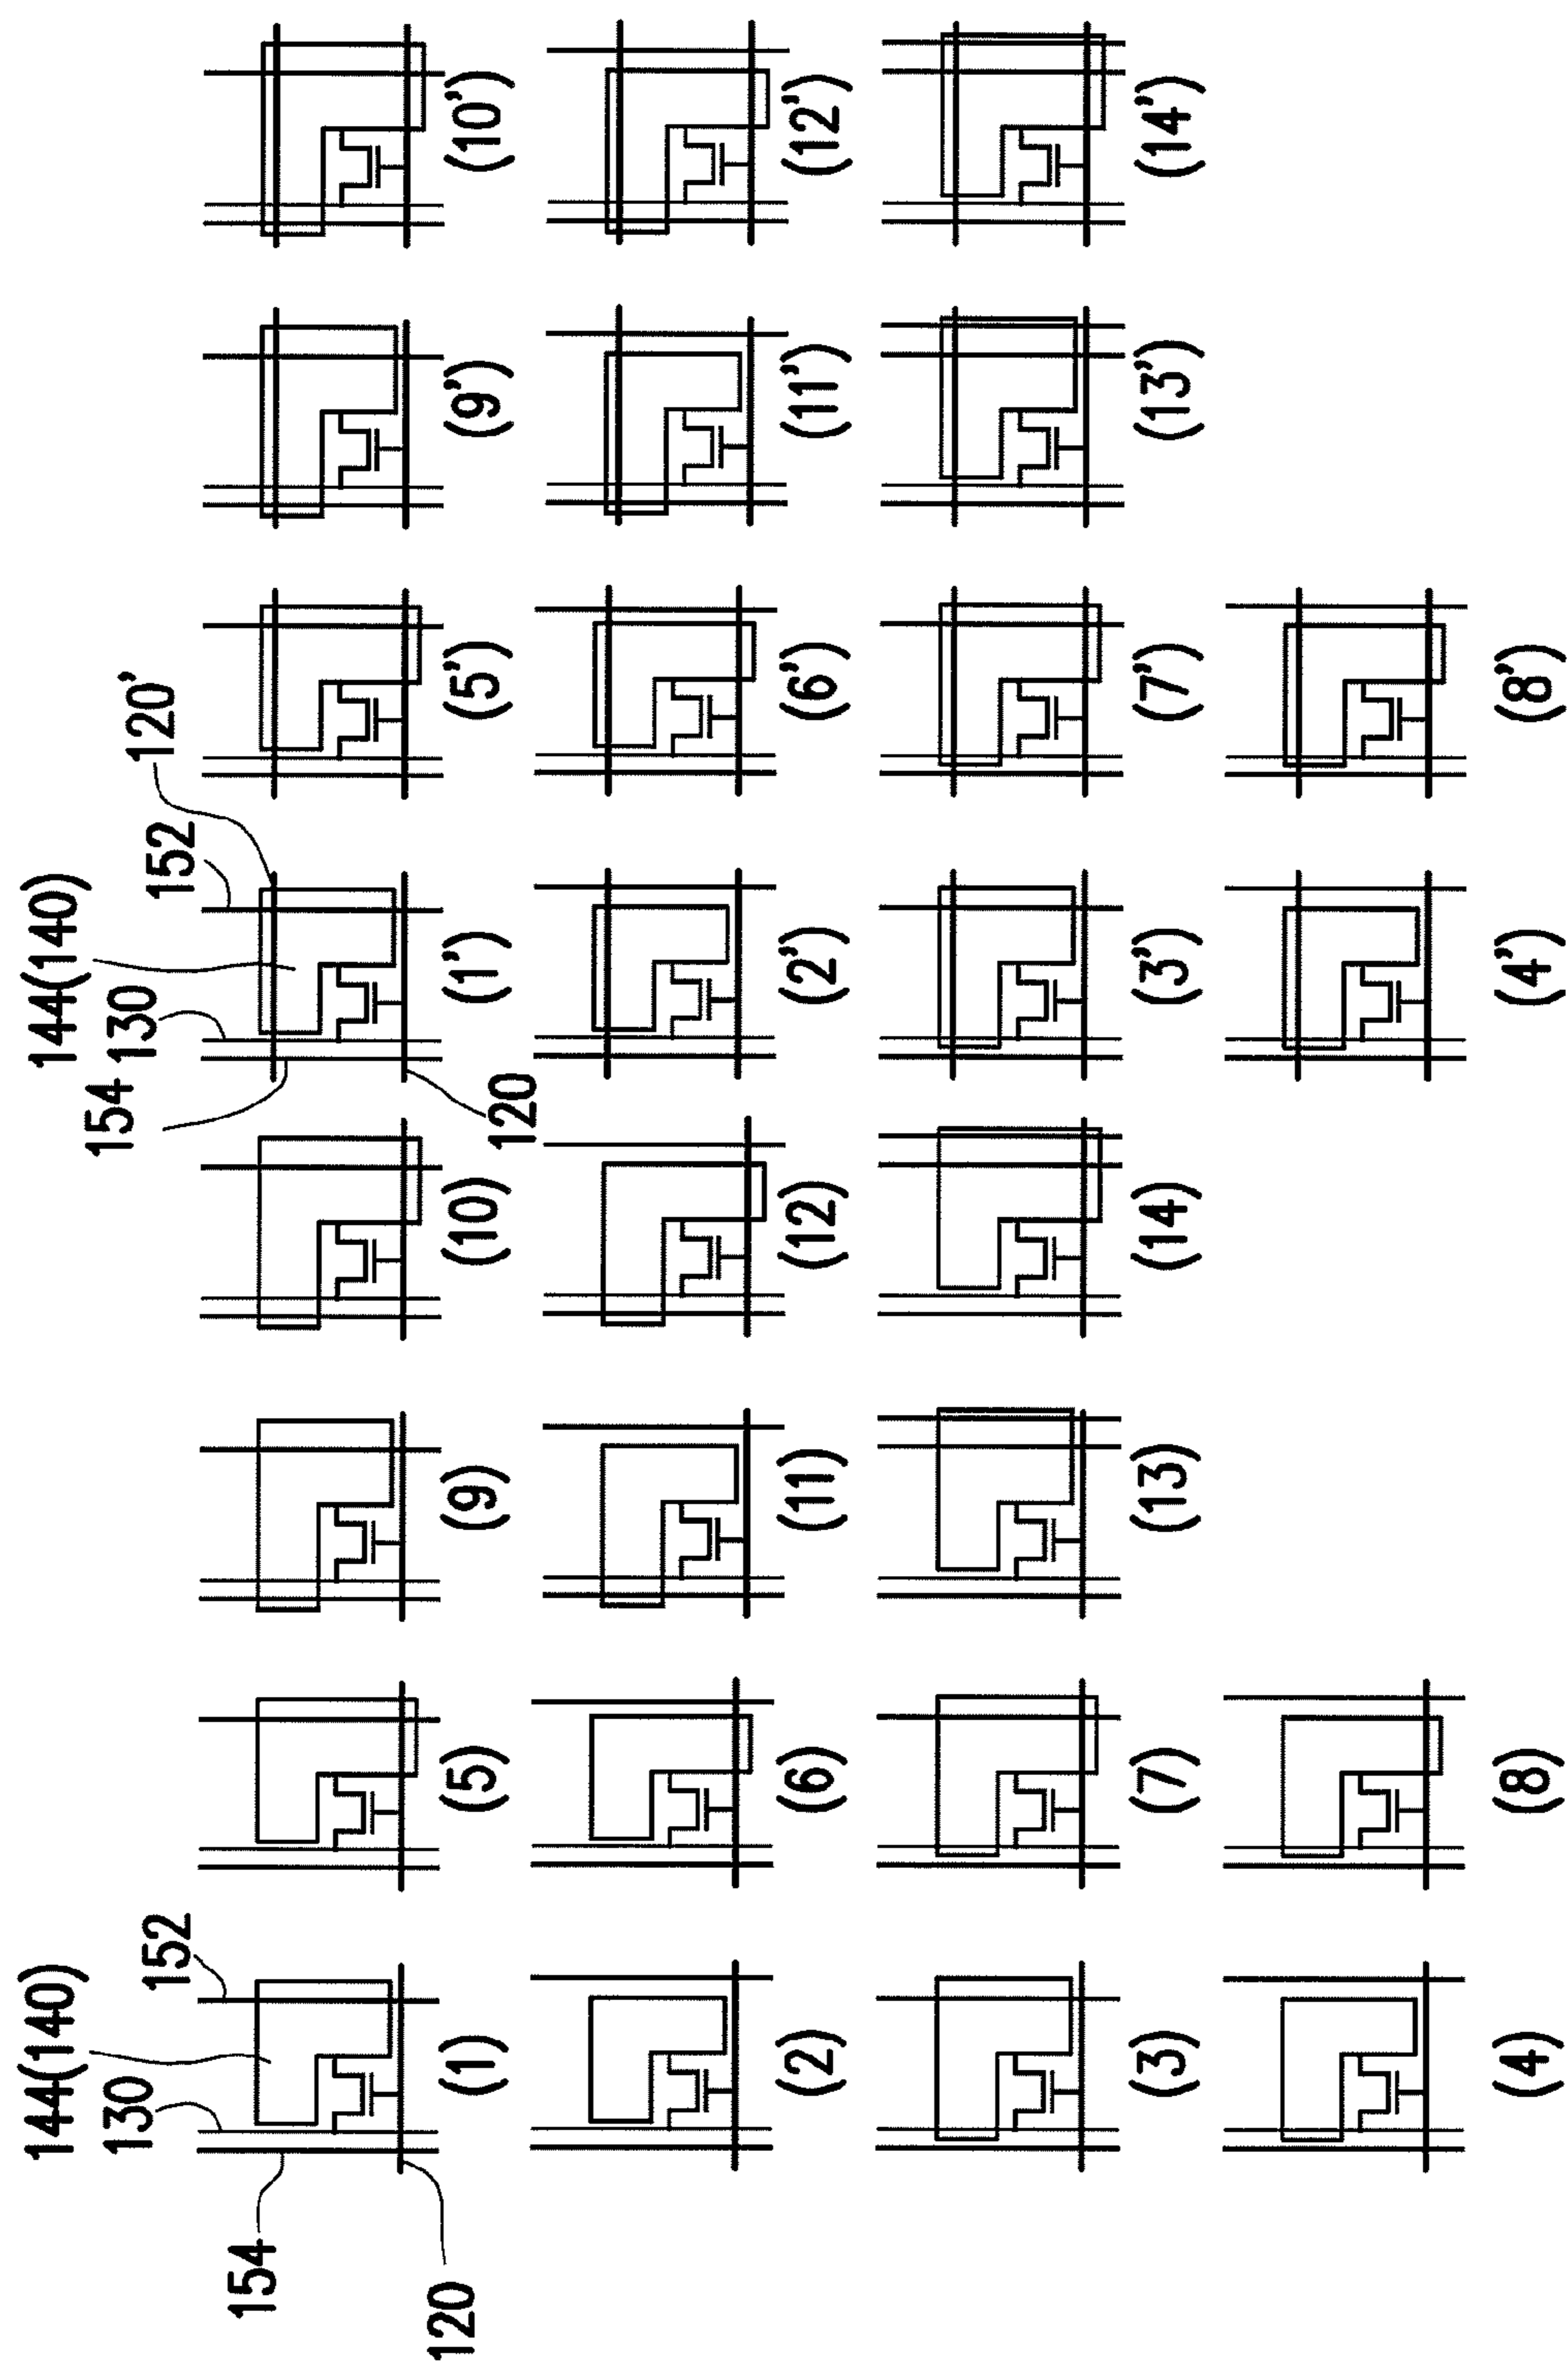 144(140) 144(140)
130 152 154 130 152 120'
154
120 120
(1) (5) (9) (10) (1') (5') (9') (10')
(2) (6) (11) (12) (2') (6') (11') (12')
(3) (7) (13) (14) (3') (7') (13') (14')
(4) (8) (4') (8')